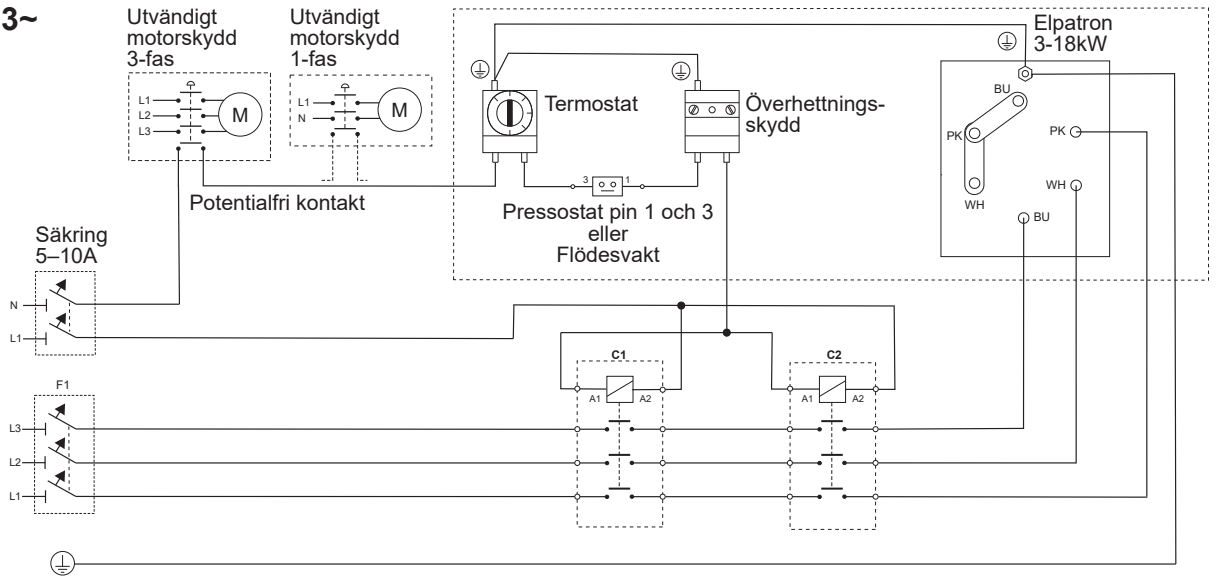 3~
Utvändigt
motorskydd
3-fas
L1
L2
L3
M
Utvändigt
motorskydd
1-fas
L1
N
M
Potentialfri kontakt
Termostat
Överhettnings-
skydd
3
1
Pressostat pin 1 och 3
eller
Flödesvakt
Elpatron
3-18kW
BU
PK
WH
PK
WH
BU
Säkring
5–10A
N
L1
F1
L3
L2
L1
C1
A1
A2
C2
A1
A2